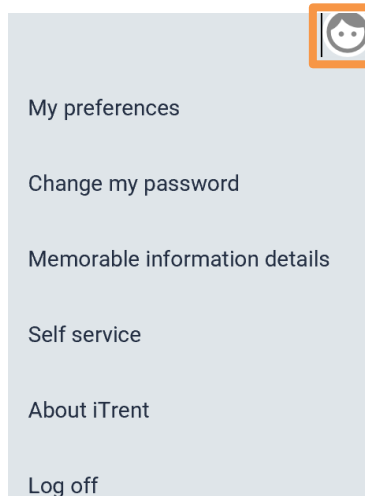 My preferences
Change my password
Memorable information details
Self service
About iTrent
Log off